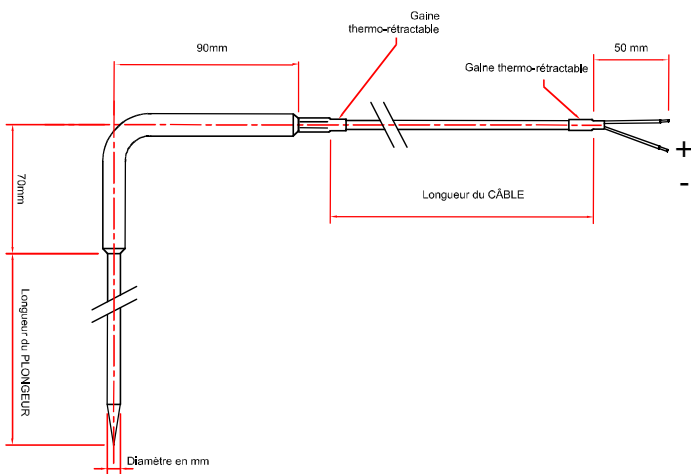 Gaine
thermo-rétractable
90mm
50 mm
Gaine thermo-rétractable
+
-
70mm
Longueur du CÂBLE
Longueur du PLONGEUR
Diamètre en mm